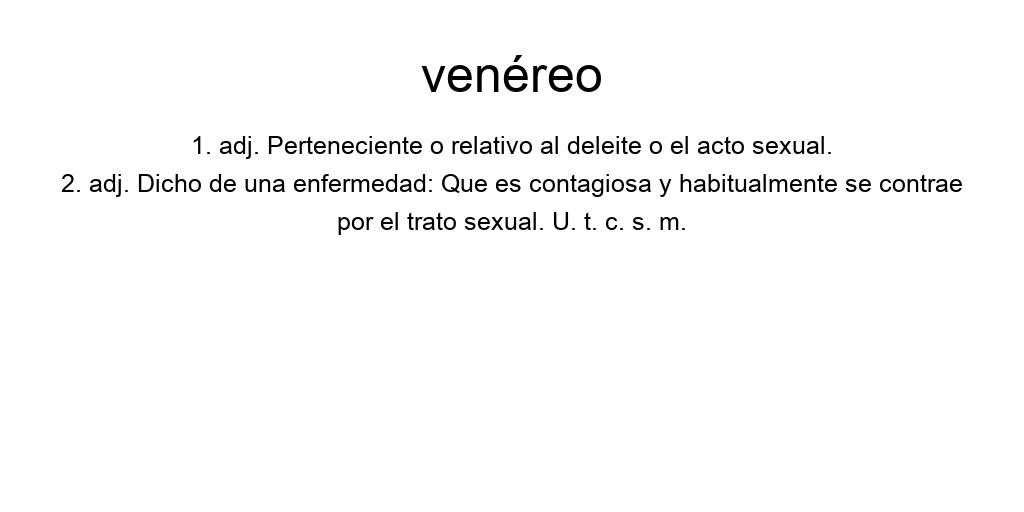 venéreo
1. adj. Perteneciente o relativo al deleite o el acto sexual.
2. adj. Dicho de una enfermedad: Que es contagiosa y habitualmente se contrae
por el trato sexual. U. t. c. s. m.